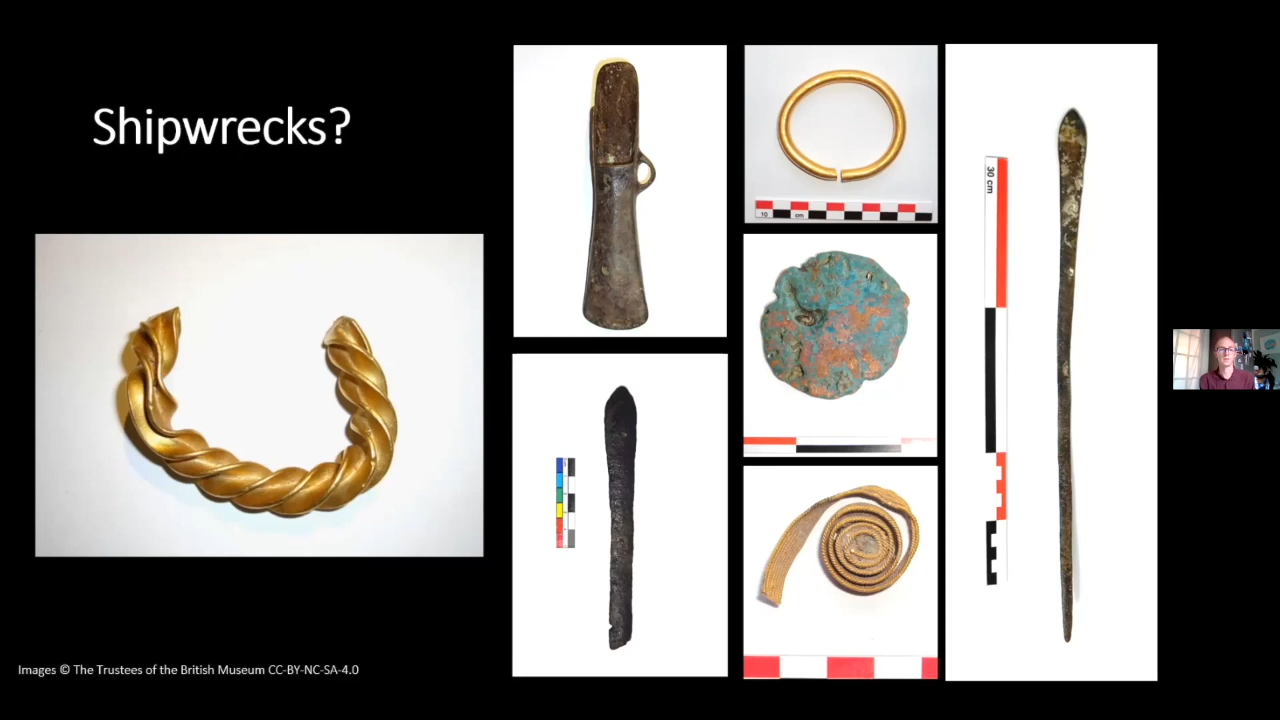 Shipwrecks?
10 cm
30 cm
Images © The Trustees of the British Museum CC-BY-NC-SA-4.0